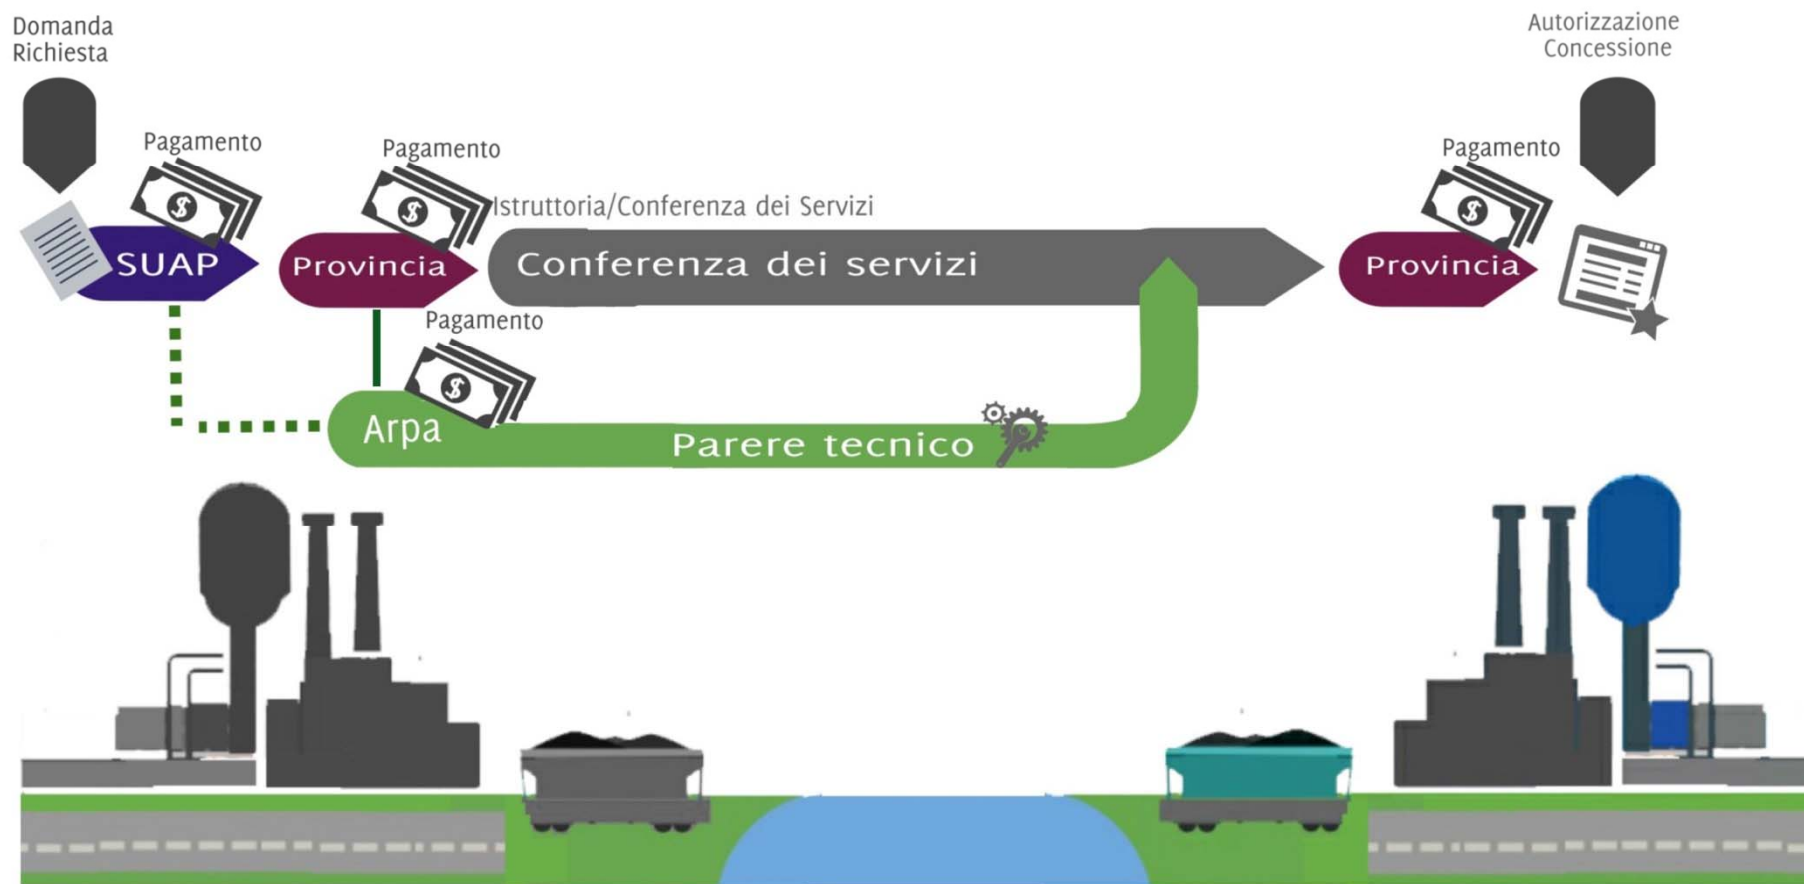 Domanda
Richiesta
Autorizzazione
Concessione
Pagamento
Pagamento
Pagamento
Istruttoria/Conferenza dei Servizi
SUAP
Provincia
Conferenza dei servizi
Provincia
Pagamento
Arpa
Parere tecnico